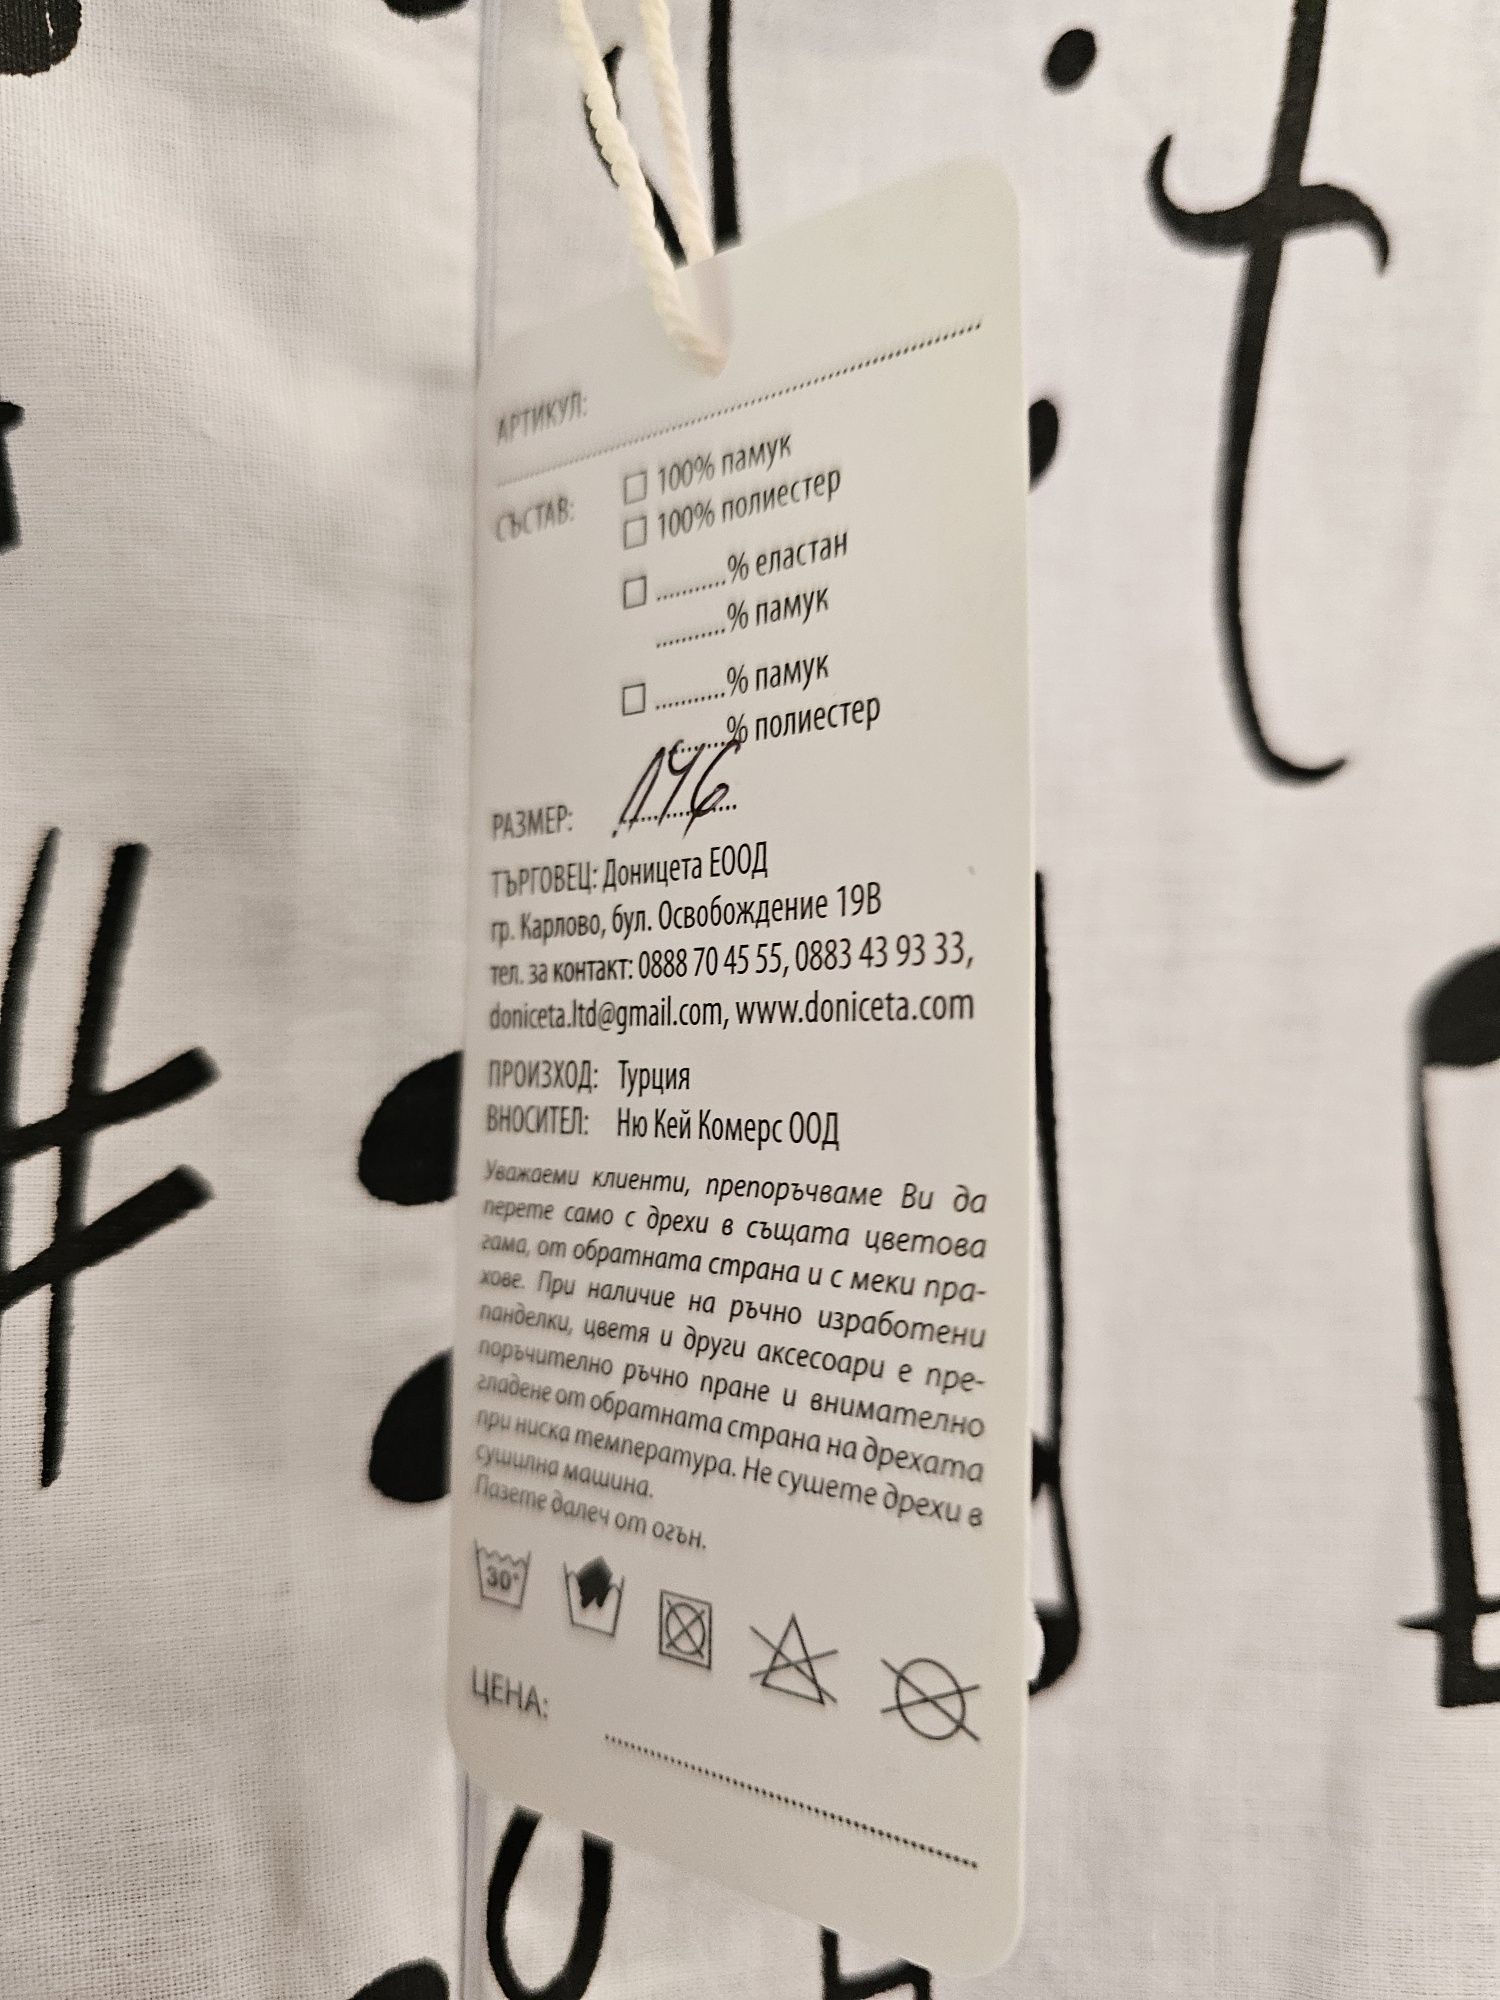 АРТИКУЛ:
СЪСТАВ: 100% памук
100% полиестер
...........% еластан
...........% памук
...........% памук
...........% полиестер
РАЗМЕР: 146
ТЪРГОВЕЦ: Доницета ЕООД
гр. Карлово, бул. Освобождение 19В
тел. за контакт: 0888 70 45 55, 0883 43 93 33,
doniceta.ltd@gmail.com, www.doniceta.com
ПРОИЗХОД: Турция
ВНОСИТЕЛ: Ню Кей Комерс ООД
Уважаеми клиенти, препоръчваме Ви да
перете само с дрехи в същата цветова
гама, от обратната страна и с меки пра-
хове. При наличие на ръчно изработени
панделки, цветя и други аксесоари е пре-
поръчително ръчно пране и внимателно
гладене от обратната страна на дрехата
при ниска температура. Не сушете дрехи в
сушилна машина.
Пазете далеч от огън.
30°
ЦЕНА: